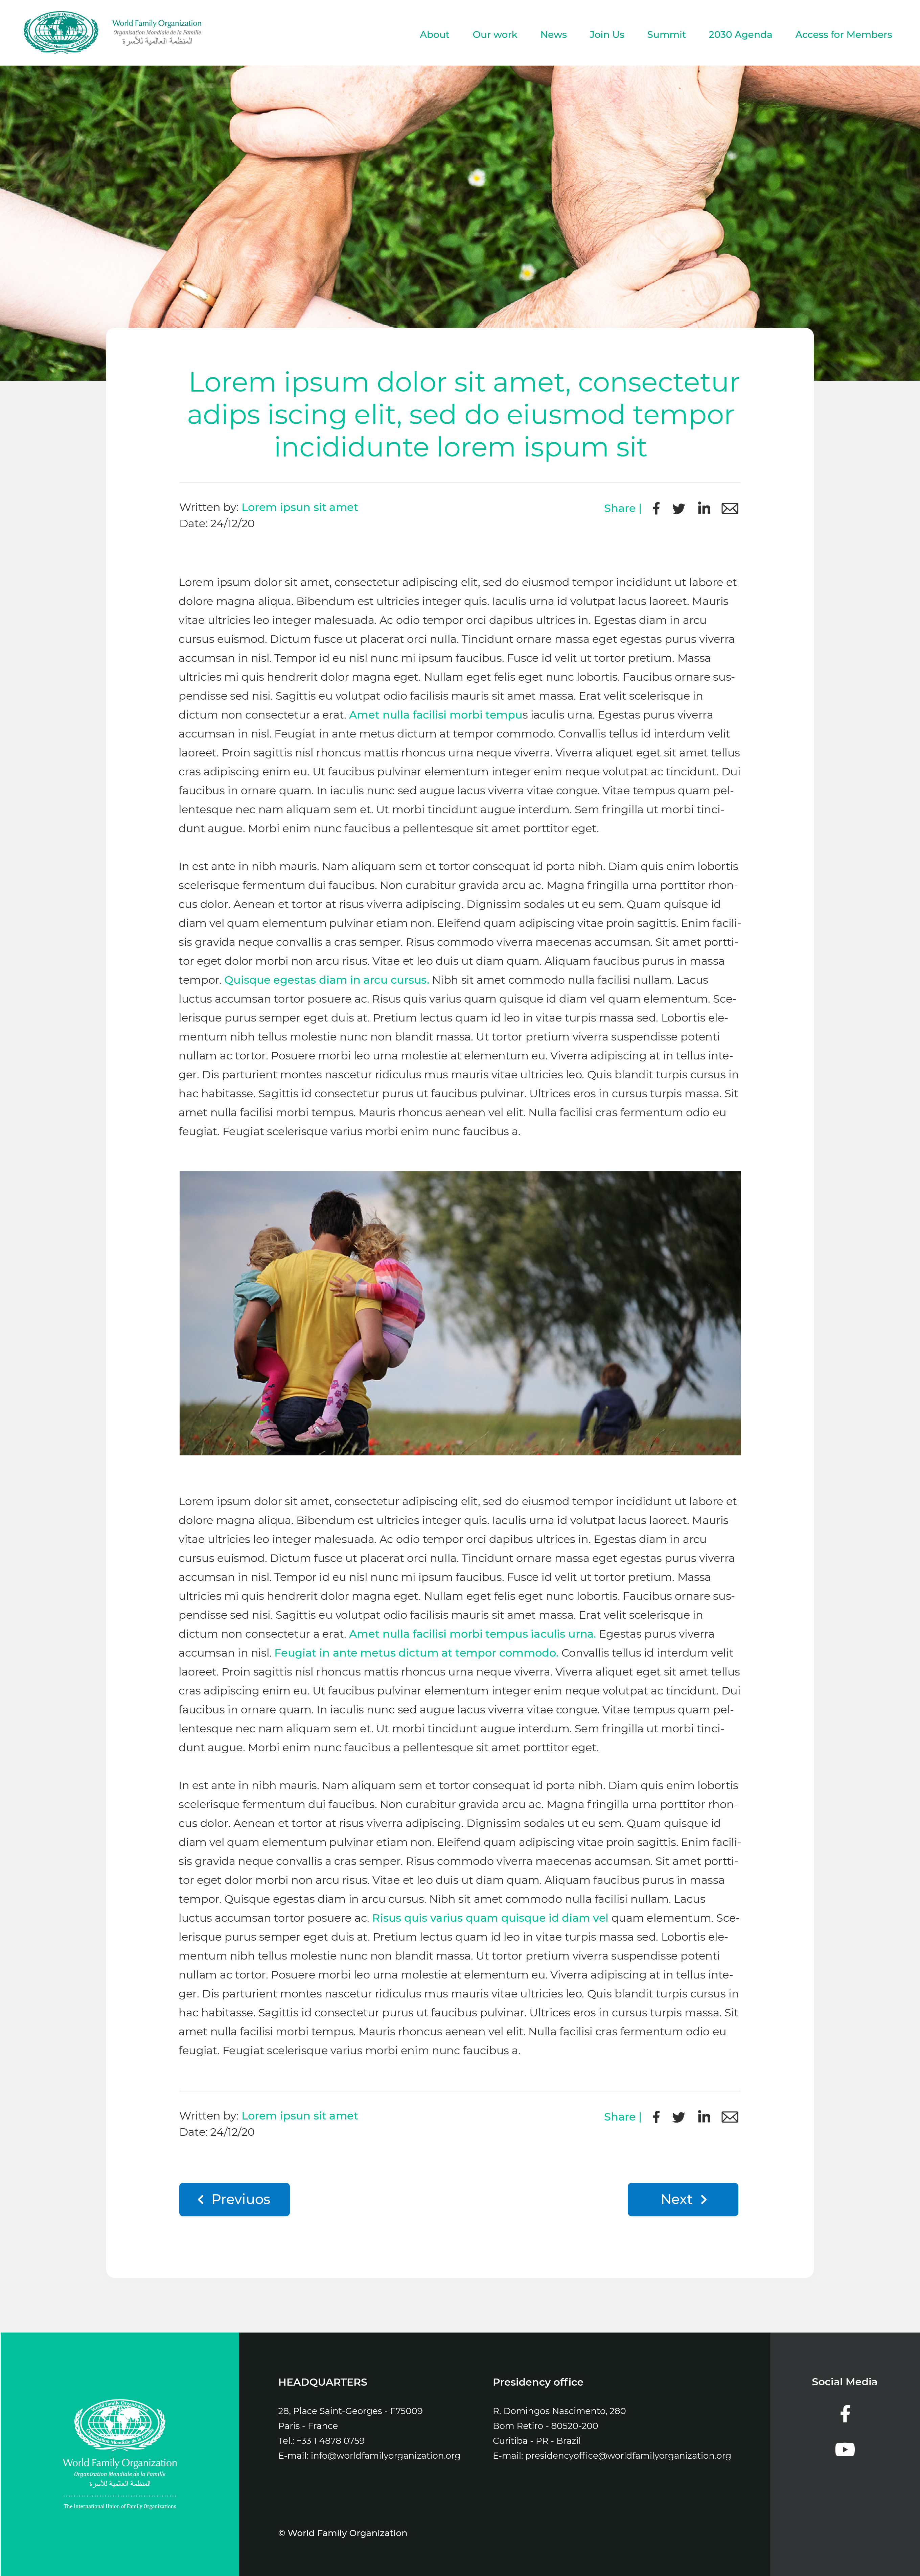 World Family Organization
Organisation Mondiale de la Famille
المنظمة العالمية للأسرة
About Our work News Join Us Summit 2030 Agenda Access for Members
Lorem ipsum dolor sit amet, consectetur
adips iscing elit, sed do eiusmod tempor
incididunte lorem ispum sit
Written by: Lorem ipsun sit amet
Date: 24/12/20
Share |
Lorem ipsum dolor sit amet, consectetur adipiscing elit, sed do eiusmod tempor incididunt ut labore et
dolore magna aliqua. Bibendum est ultricies integer quis. Iaculis urna id volutpat lacus laoreet. Mauris
vitae ultricies leo integer malesuada. Ac odio tempor orci dapibus ultrices in. Egestas diam in arcu
cursus euismod. Dictum fusce ut placerat orci nulla. Tincidunt ornare massa eget egestas purus viverra
accumsan in nisl. Tempor id eu nisl nunc mi ipsum faucibus. Fusce id velit ut tortor pretium. Massa
ultricies mi quis hendrerit dolor magna eget. Nullam eget felis eget nunc lobortis. Faucibus ornare sus-
pendisse sed nisi. Sagittis eu volutpat odio facilisis mauris sit amet massa. Erat velit scelerisque in
dictum non consectetur a erat. Amet nulla facilisi morbi tempus iaculis urna. Egestas purus viverra
accumsan in nisl. Feugiat in ante metus dictum at tempor commodo. Convallis tellus id interdum velit
laoreet. Proin sagittis nisl rhoncus mattis rhoncus urna neque viverra. Viverra aliquet eget sit amet tellus
cras adipiscing enim eu. Ut faucibus pulvinar elementum integer enim neque volutpat ac tincidunt. Dui
faucibus in ornare quam. In iaculis nunc sed augue lacus viverra vitae congue. Vitae tempus quam pel-
lentesque nec nam aliquam sem et. Ut morbi tincidunt augue interdum. Sem fringilla ut morbi tinci-
dunt augue. Morbi enim nunc faucibus a pellentesque sit amet porttitor eget.
In est ante in nibh mauris. Nam aliquam sem et tortor consequat id porta nibh. Diam quis enim lobortis
scelerisque fermentum dui faucibus. Non curabitur gravida arcu ac. Magna fringilla urna porttitor rhon-
cus dolor. Aenean et tortor at risus viverra adipiscing. Dignissim sodales ut eu sem. Quam quisque id
diam vel quam elementum pulvinar etiam non. Eleifend quam adipiscing vitae proin sagittis. Enim facili-
sis gravida neque convallis a cras semper. Risus commodo viverra maecenas accumsan. Sit amet portti-
tor eget dolor morbi non arcu risus. Vitae et leo duis ut diam quam. Aliquam faucibus purus in massa
tempor. Quisque egestas diam in arcu cursus. Nibh sit amet commodo nulla facilisi nullam. Lacus
luctus accumsan tortor posuere ac. Risus quis varius quam quisque id diam vel quam elementum. Sce-
lerisque purus semper eget duis at. Pretium lectus quam id leo in vitae turpis massa sed. Lobortis ele-
mentum nibh tellus molestie nunc non blandit massa. Ut tortor pretium viverra suspendisse potenti
nullam ac tortor. Posuere morbi leo urna molestie at elementum eu. Viverra adipiscing at in tellus inte-
ger. Dis parturient montes nascetur ridiculus mus mauris vitae ultricies leo. Quis blandit turpis cursus in
hac habitasse. Sagittis id consectetur purus ut faucibus pulvinar. Ultrices eros in cursus turpis massa. Sit
amet nulla facilisi morbi tempus. Mauris rhoncus aenean vel elit. Nulla facilisi cras fermentum odio eu
feugiat. Feugiat scelerisque varius morbi enim nunc faucibus a.
Lorem ipsum dolor sit amet, consectetur adipiscing elit, sed do eiusmod tempor incididunt ut labore et
dolore magna aliqua. Bibendum est ultricies integer quis. Iaculis urna id volutpat lacus laoreet. Mauris
vitae ultricies leo integer malesuada. Ac odio tempor orci dapibus ultrices in. Egestas diam in arcu
cursus euismod. Dictum fusce ut placerat orci nulla. Tincidunt ornare massa eget egestas purus viverra
accumsan in nisl. Tempor id eu nisl nunc mi ipsum faucibus. Fusce id velit ut tortor pretium. Massa
ultricies mi quis hendrerit dolor magna eget. Nullam eget felis eget nunc lobortis. Faucibus ornare sus-
pendisse sed nisi. Sagittis eu volutpat odio facilisis mauris sit amet massa. Erat velit scelerisque in
dictum non consectetur a erat. Amet nulla facilisi morbi tempus iaculis urna. Egestas purus viverra
accumsan in nisl. Feugiat in ante metus dictum at tempor commodo. Convallis tellus id interdum velit
laoreet. Proin sagittis nisl rhoncus mattis rhoncus urna neque viverra. Viverra aliquet eget sit amet tellus
cras adipiscing enim eu. Ut faucibus pulvinar elementum integer enim neque volutpat ac tincidunt. Dui
faucibus in ornare quam. In iaculis nunc sed augue lacus viverra vitae congue. Vitae tempus quam pel-
lentesque nec nam aliquam sem et. Ut morbi tincidunt augue interdum. Sem fringilla ut morbi tinci-
dunt augue. Morbi enim nunc faucibus a pellentesque sit amet porttitor eget.
In est ante in nibh mauris. Nam aliquam sem et tortor consequat id porta nibh. Diam quis enim lobortis
scelerisque fermentum dui faucibus. Non curabitur gravida arcu ac. Magna fringilla urna porttitor rhon-
cus dolor. Aenean et tortor at risus viverra adipiscing. Dignissim sodales ut eu sem. Quam quisque id
diam vel quam elementum pulvinar etiam non. Eleifend quam adipiscing vitae proin sagittis. Enim facili-
sis gravida neque convallis a cras semper. Risus commodo viverra maecenas accumsan. Sit amet portti-
tor eget dolor morbi non arcu risus. Vitae et leo duis ut diam quam. Aliquam faucibus purus in massa
tempor. Quisque egestas diam in arcu cursus. Nibh sit amet commodo nulla facilisi nullam. Lacus
luctus accumsan tortor posuere ac. Risus quis varius quam quisque id diam vel quam elementum. Sce-
lerisque purus semper eget duis at. Pretium lectus quam id leo in vitae turpis massa sed. Lobortis ele-
mentum nibh tellus molestie nunc non blandit massa. Ut tortor pretium viverra suspendisse potenti
nullam ac tortor. Posuere morbi leo urna molestie at elementum eu. Viverra adipiscing at in tellus inte-
ger. Dis parturient montes nascetur ridiculus mus mauris vitae ultricies leo. Quis blandit turpis cursus in
hac habitasse. Sagittis id consectetur purus ut faucibus pulvinar. Ultrices eros in cursus turpis massa. Sit
amet nulla facilisi morbi tempus. Mauris rhoncus aenean vel elit. Nulla facilisi cras fermentum odio eu
feugiat. Feugiat scelerisque varius morbi enim nunc faucibus a.
Written by: Lorem ipsun sit amet
Date: 24/12/20
Share |
Previuos
Next
World Family Organization
Organisation Mondiale de la Famille
المنظمة العالمية للأسرة
The International Union of Family Organizations
HEADQUARTERS
28, Place Saint-Georges - F75009
Paris - France
Tel.: +33 1 4878 0759
E-mail: info@worldfamilyorganization.org
Presidency office
R. Domingos Nascimento, 280
Bom Retiro - 80520-200
Curitiba - PR - Brazil
E-mail: presidencyoffice@worldfamilyorganization.org
© World Family Organization
Social Media